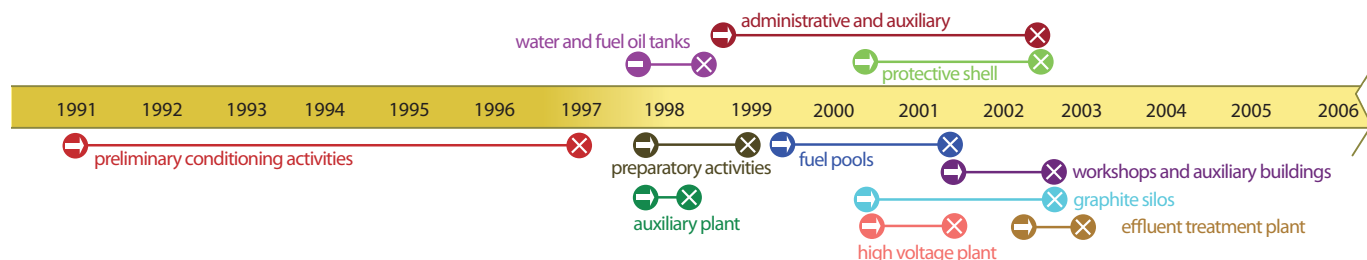 administrative and auxiliary
water and fuel oil tanks
protective shell
1991 1992 1993 1994 1995 1996 1997 1998 1999 2000 2001 2002 2003 2004 2005 2006
preliminary conditioning activities
preparatory activities
fuel pools
workshops and auxiliary buildings
graphite silos
auxiliary plant
effluent treatment plant
high voltage plant